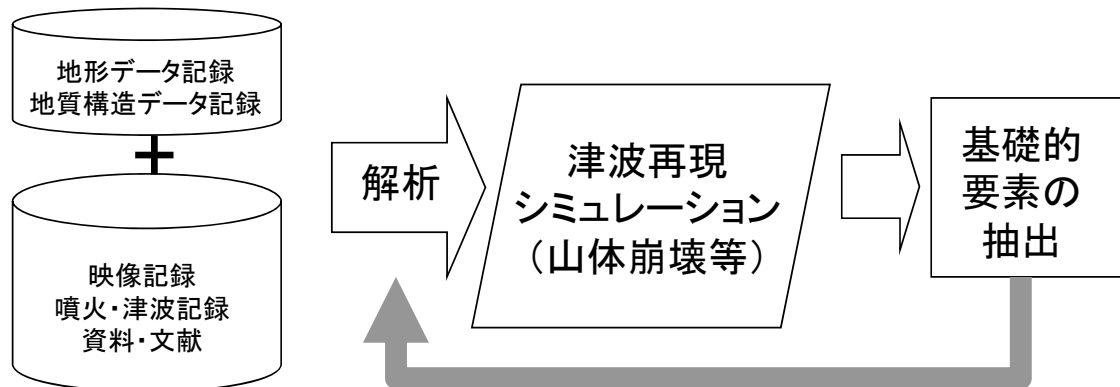 地形データ記録
地質構造データ記録
+
映像記録
噴火・津波記録
資料・文献
解析
津波再現
シミュレーション
(山体崩壊等)
基礎的
要素の
抽出